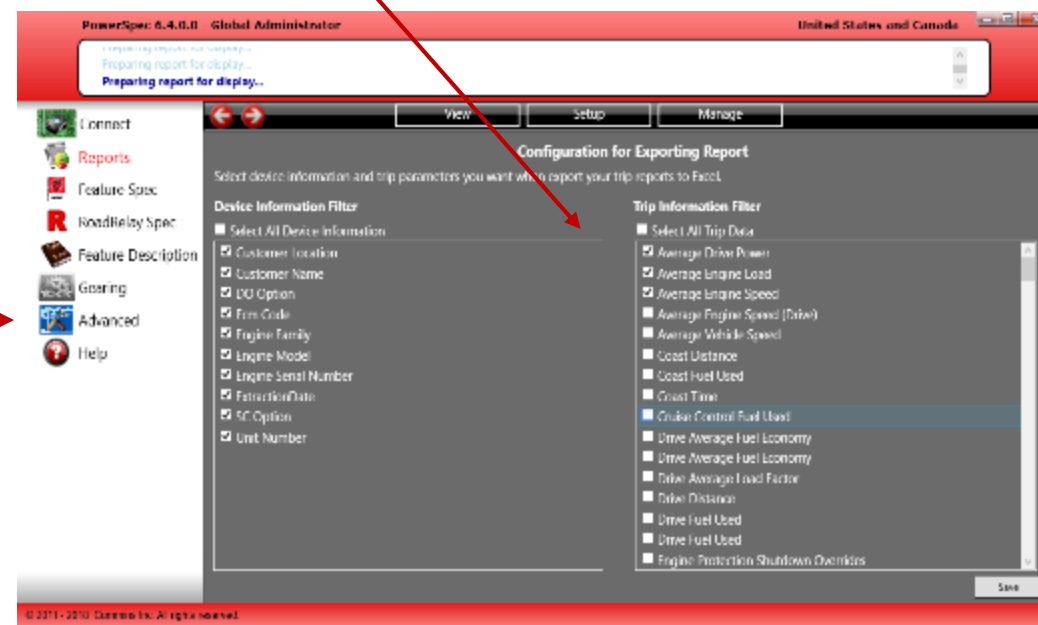 PowerSpec 6.4.0.0 Global Administrator United States and Canada
Preparing report for display...
Preparing report for display...
Preparing report for display...
View Setup Manage
Connect
Reports
Feature Spec
RoadRelay Spec
Feature Description
Gearing
Advanced
Help
Configuration for Exporting Report
Select device information and trip parameters you want when export your trip reports to Excel.
Device Information Filter
Select All Device Information
Customer Location
Customer Name
DO Option
Ecm Code
Engine Family
Engine Model
Engine Serial Number
ExtractionDate
SC Option
Unit Number
Trip Information Filter
Select All Trip Data
Average Drive Power
Average Engine Load
Average Engine Speed
Average Engine Speed (Drive)
Average Vehicle Speed
Coast Distance
Coast Fuel Used
Coast Time
Cruise Control Fuel Used
Drive Average Fuel Economy
Drive Average Fuel Economy
Drive Average Load Factor
Drive Distance
Drive Fuel Used
Drive Fuel Used
Engine Protection Shutdown Overrides
Save
© 2011 - 2018 Cummins Inc. All rights reserved.